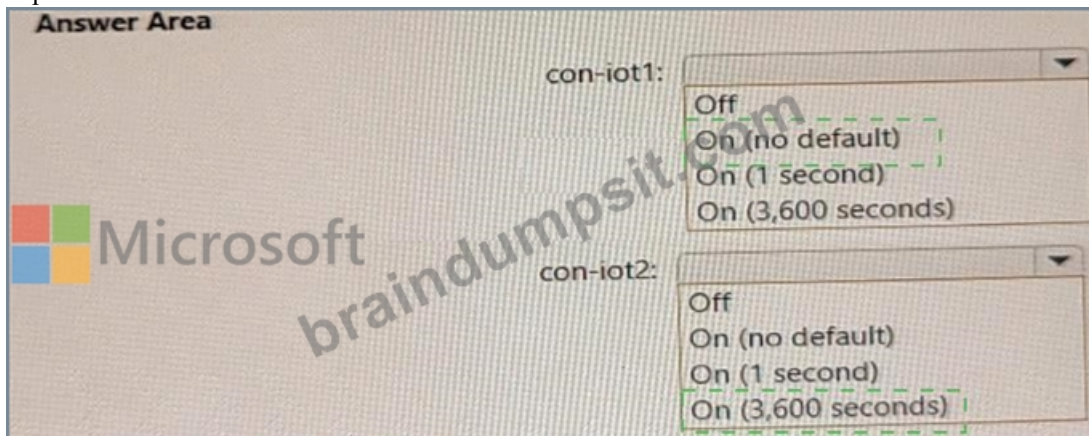 Answer Area
con-iot1:
Off
On (no default)
On (1 second)
On (3,600 seconds)
Microsoft
braindumpsit.com
con-iot2:
Off
On (no default)
On (1 second)
On (3,600 seconds)